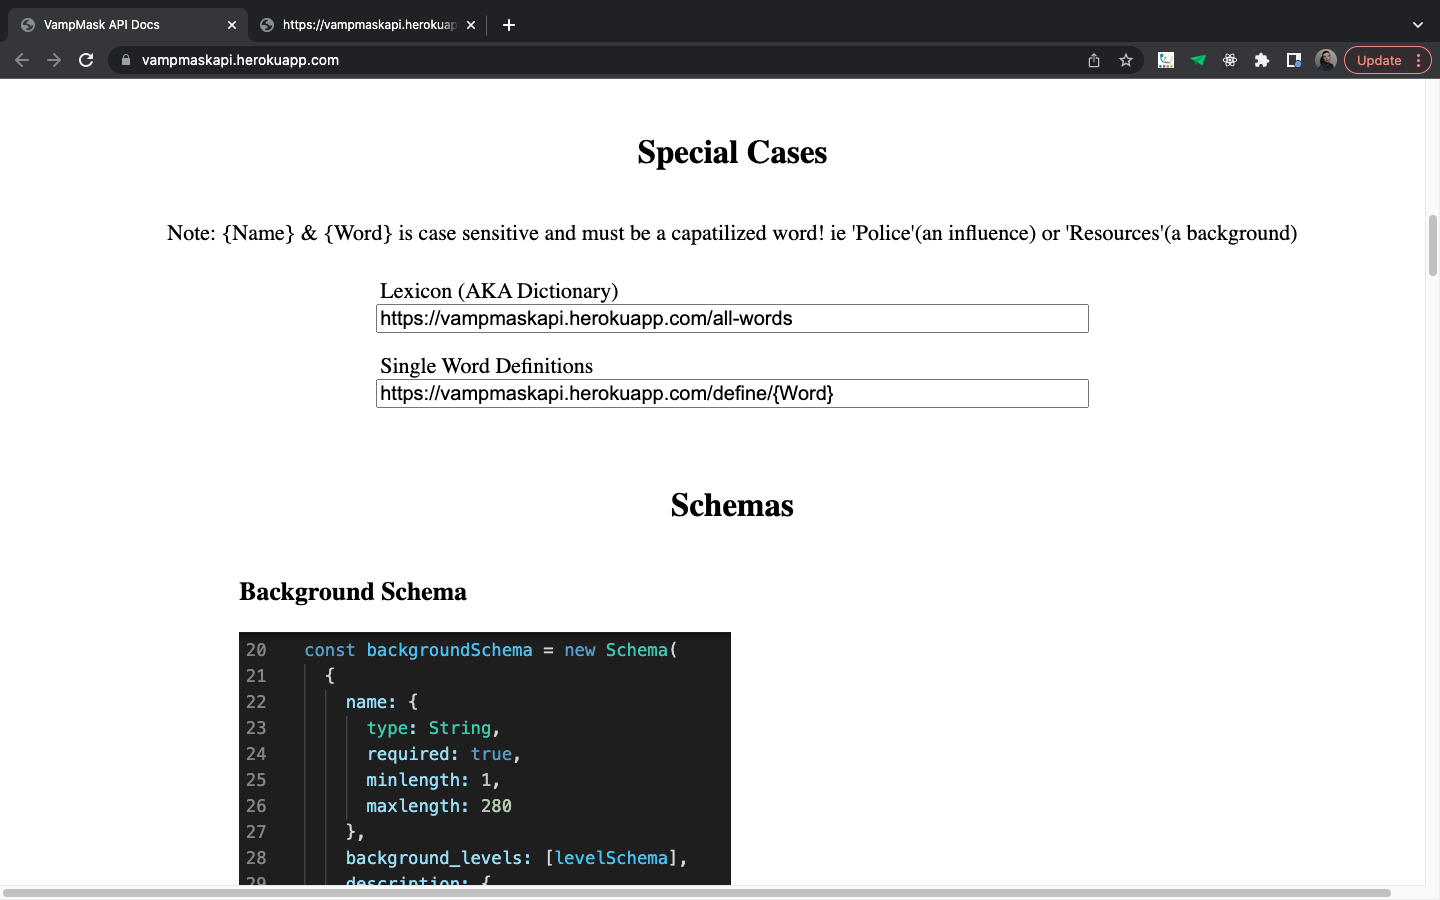 VampMask API Docs
https://vampmaskapi.herokuap
vampmaskapi.herokuapp.com
Update
Special Cases
Note: {Name} & {Word} is case sensitive and must be a capatilized word! ie 'Police'(an influence) or 'Resources'(a background)
Lexicon (AKA Dictionary)
https://vampmaskapi.herokuapp.com/all-words
Single Word Definitions
https://vampmaskapi.herokuapp.com/define/{Word}
Schemas
Background Schema
20 const backgroundSchema = new Schema(
21 {
22 name: {
23 type: String,
24 required: true,
25 minlength: 1,
26 maxlength: 280
27 },
28 background_levels: [levelSchema],
29 description: {